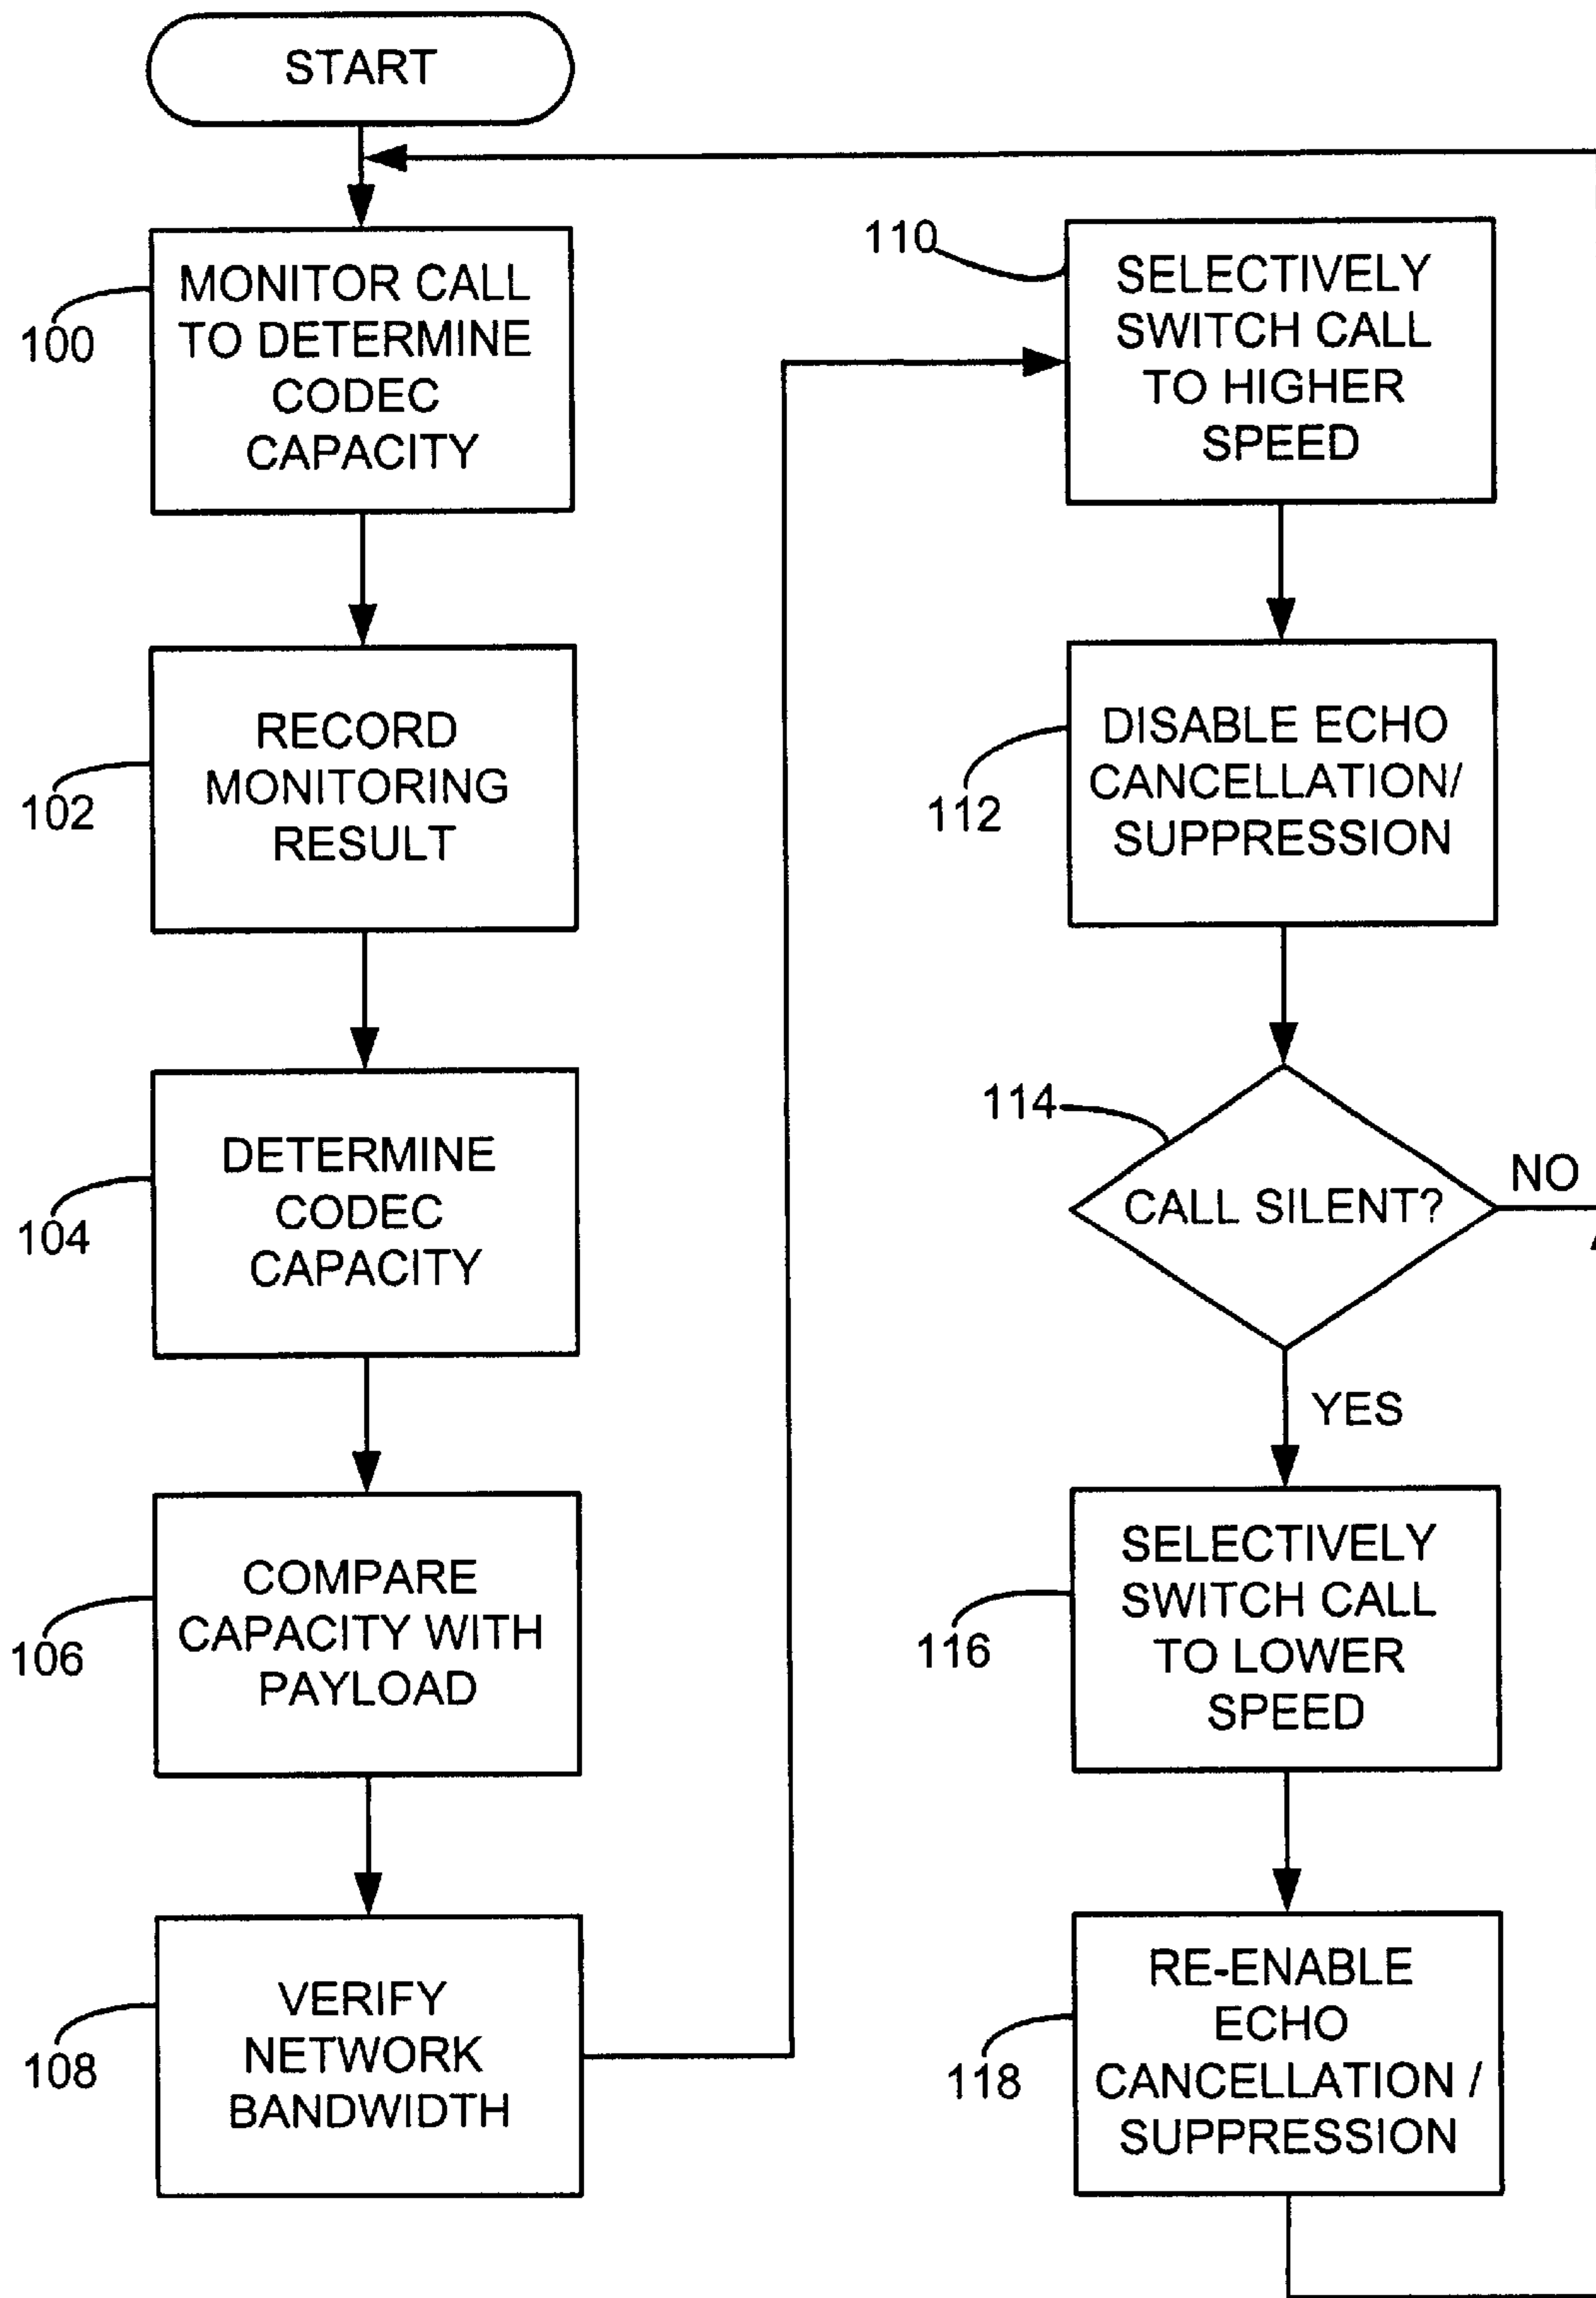 START
100
MONITOR CALL
TO DETERMINE
CODEC
CAPACITY
102
RECORD
MONITORING
RESULT
104
DETERMINE
CODEC
CAPACITY
106
COMPARE
CAPACITY WITH
PAYLOAD
108
VERIFY
NETWORK
BANDWIDTH
110
SELECTIVELY
SWITCH CALL
TO HIGHER
SPEED
112
DISABLE ECHO
CANCELLATION/
SUPPRESSION
114
CALL SILENT?
NO
YES
116
SELECTIVELY
SWITCH CALL
TO LOWER
SPEED
118
RE-ENABLE
ECHO
CANCELLATION /
SUPPRESSION